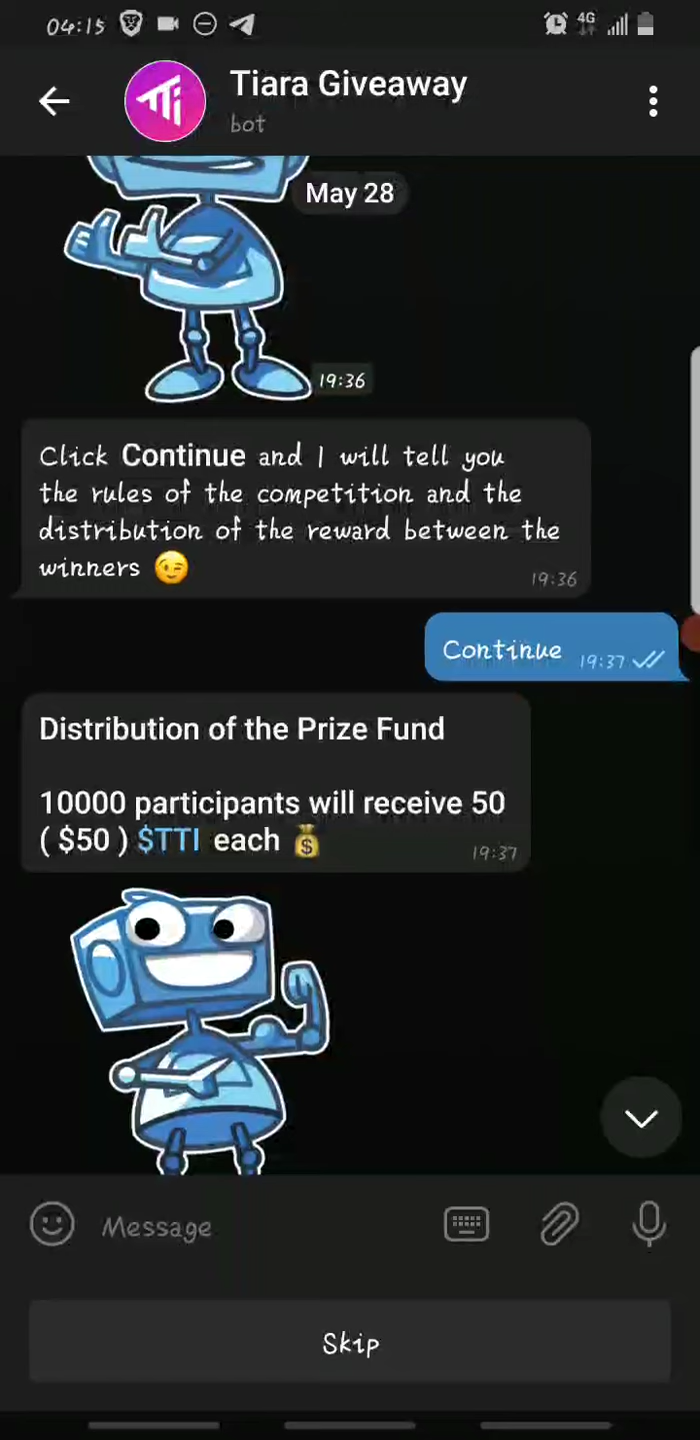 04:15
4G
TTi
Tiara Giveaway
bot
May 28
19:36
Click Continue and I will tell you
the rules of the competition and the
distribution of the reward between the
winners 😉
19:36
Continue 19:37
Distribution of the Prize Fund
10000 participants will receive 50
( $50 ) $TTI each 💰
19:37
Message
Skip